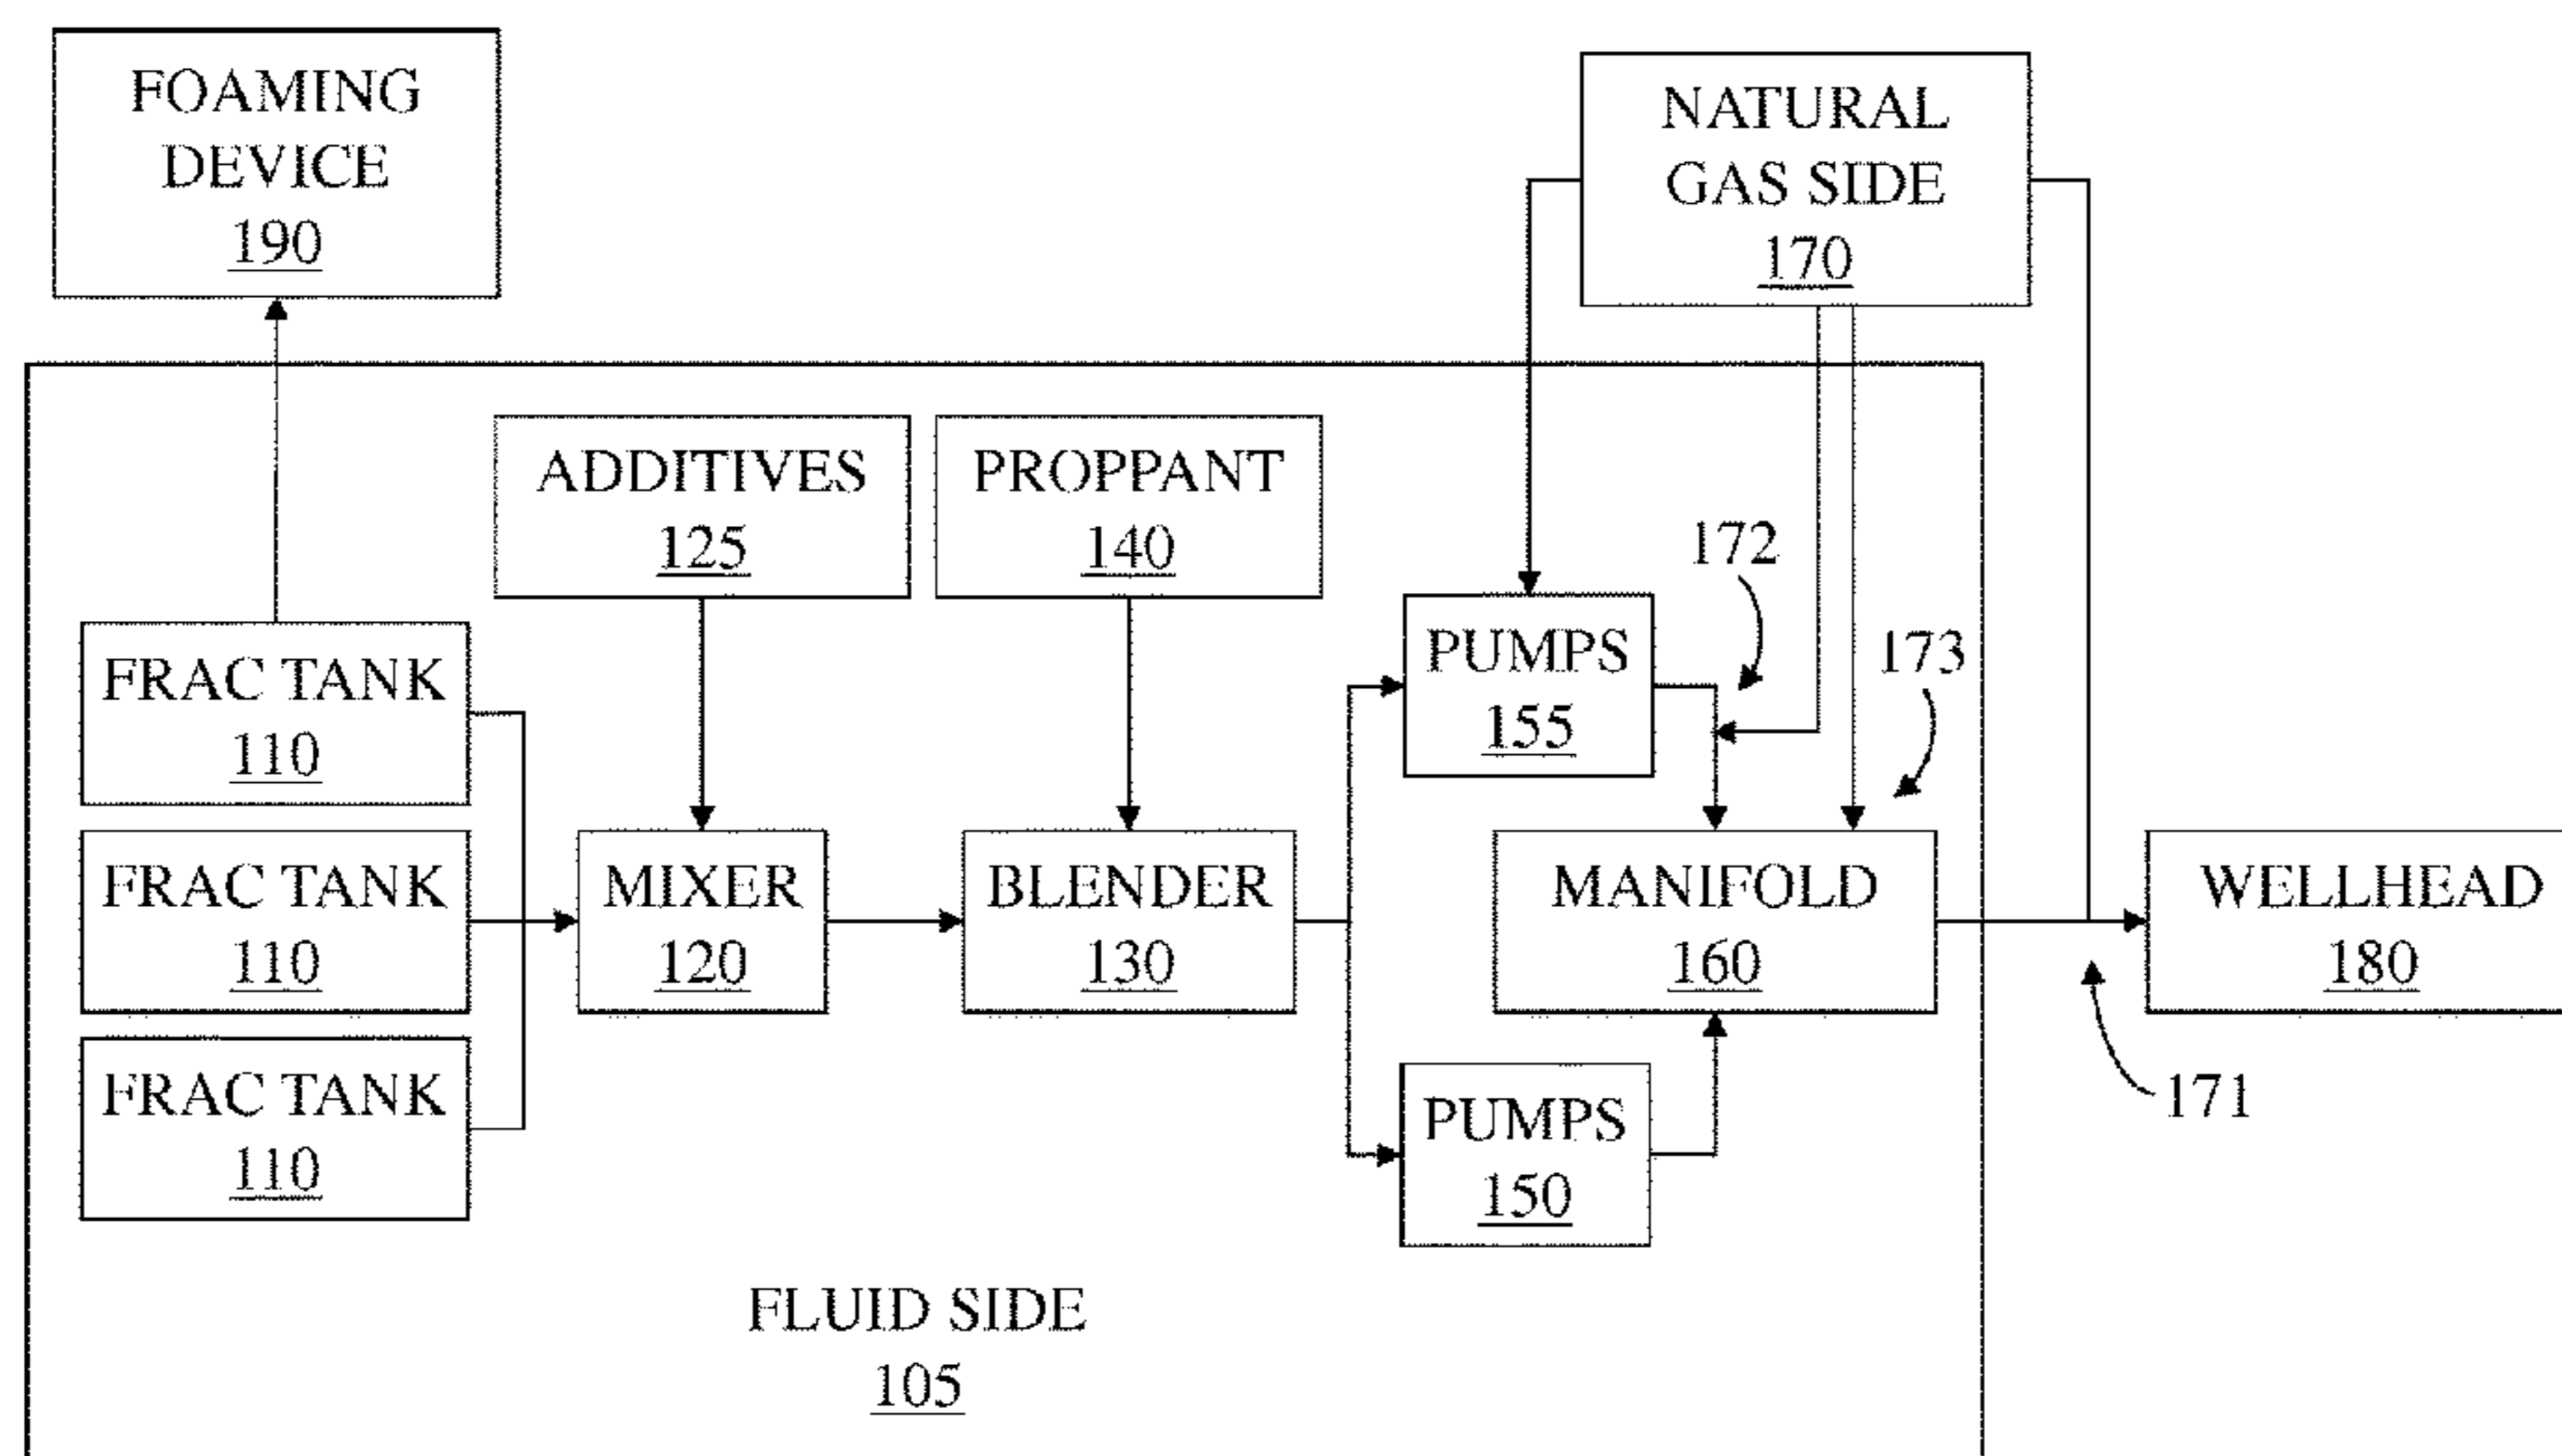 FOAMING
DEVICE
190
NATURAL
GAS SIDE
170
ADDITIVES
125
PROPPANT
140
172
173
FRAC TANK
110
PUMPS
155
FRAC TANK
110
MIXER
120
BLENDER
130
MANIFOLD
160
WELLHEAD
180
FRAC TANK
110
PUMPS
150
171
FLUID SIDE
105